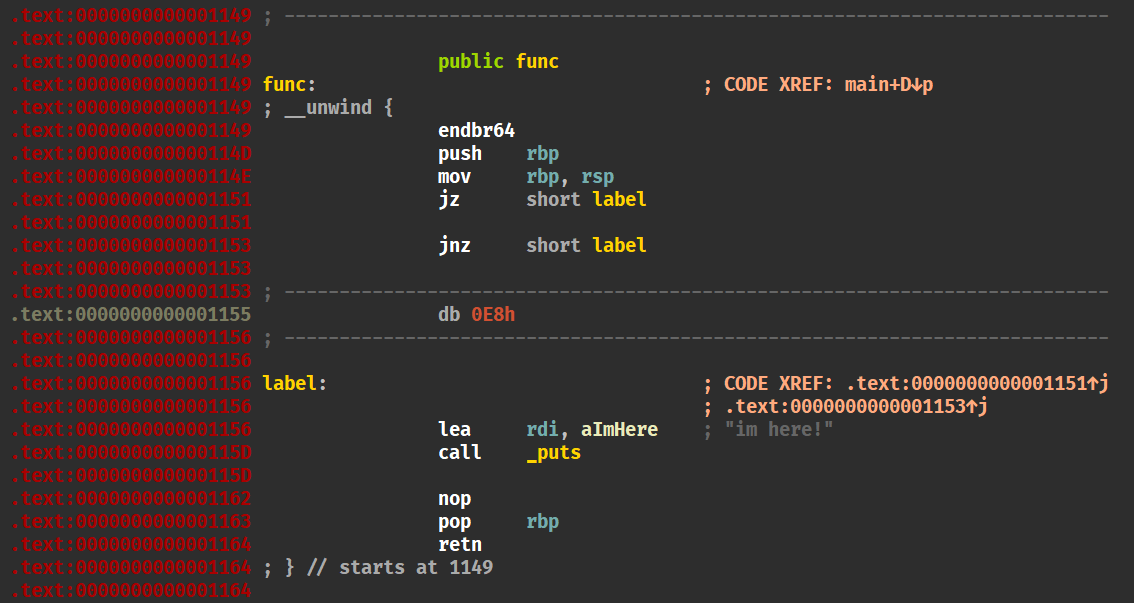 .text:0000000000001149 ; ---------------------------------------------------------------------------
.text:0000000000001149
.text:0000000000001149                 public func
.text:0000000000001149 func:                                   ; CODE XREF: main+D↓p
.text:0000000000001149 ; __unwind {
.text:0000000000001149                 endbr64
.text:000000000000114D                 push    rbp
.text:000000000000114E                 mov     rbp, rsp
.text:0000000000001151                 jz      short label
.text:0000000000001151
.text:0000000000001153                 jnz     short label
.text:0000000000001153
.text:0000000000001153 ; ---------------------------------------------------------------------------
.text:0000000000001155                 db 0E8h
.text:0000000000001156 ; ---------------------------------------------------------------------------
.text:0000000000001156
.text:0000000000001156 label:                                  ; CODE XREF: .text:0000000000001151↑j
.text:0000000000001156                                         ; .text:0000000000001153↑j
.text:0000000000001156                 lea     rdi, aImHere    ; "im here!"
.text:000000000000115D                 call    _puts
.text:000000000000115D
.text:0000000000001162                 nop
.text:0000000000001163                 pop     rbp
.text:0000000000001164                 retn
.text:0000000000001164 ; } // starts at 1149
.text:0000000000001164